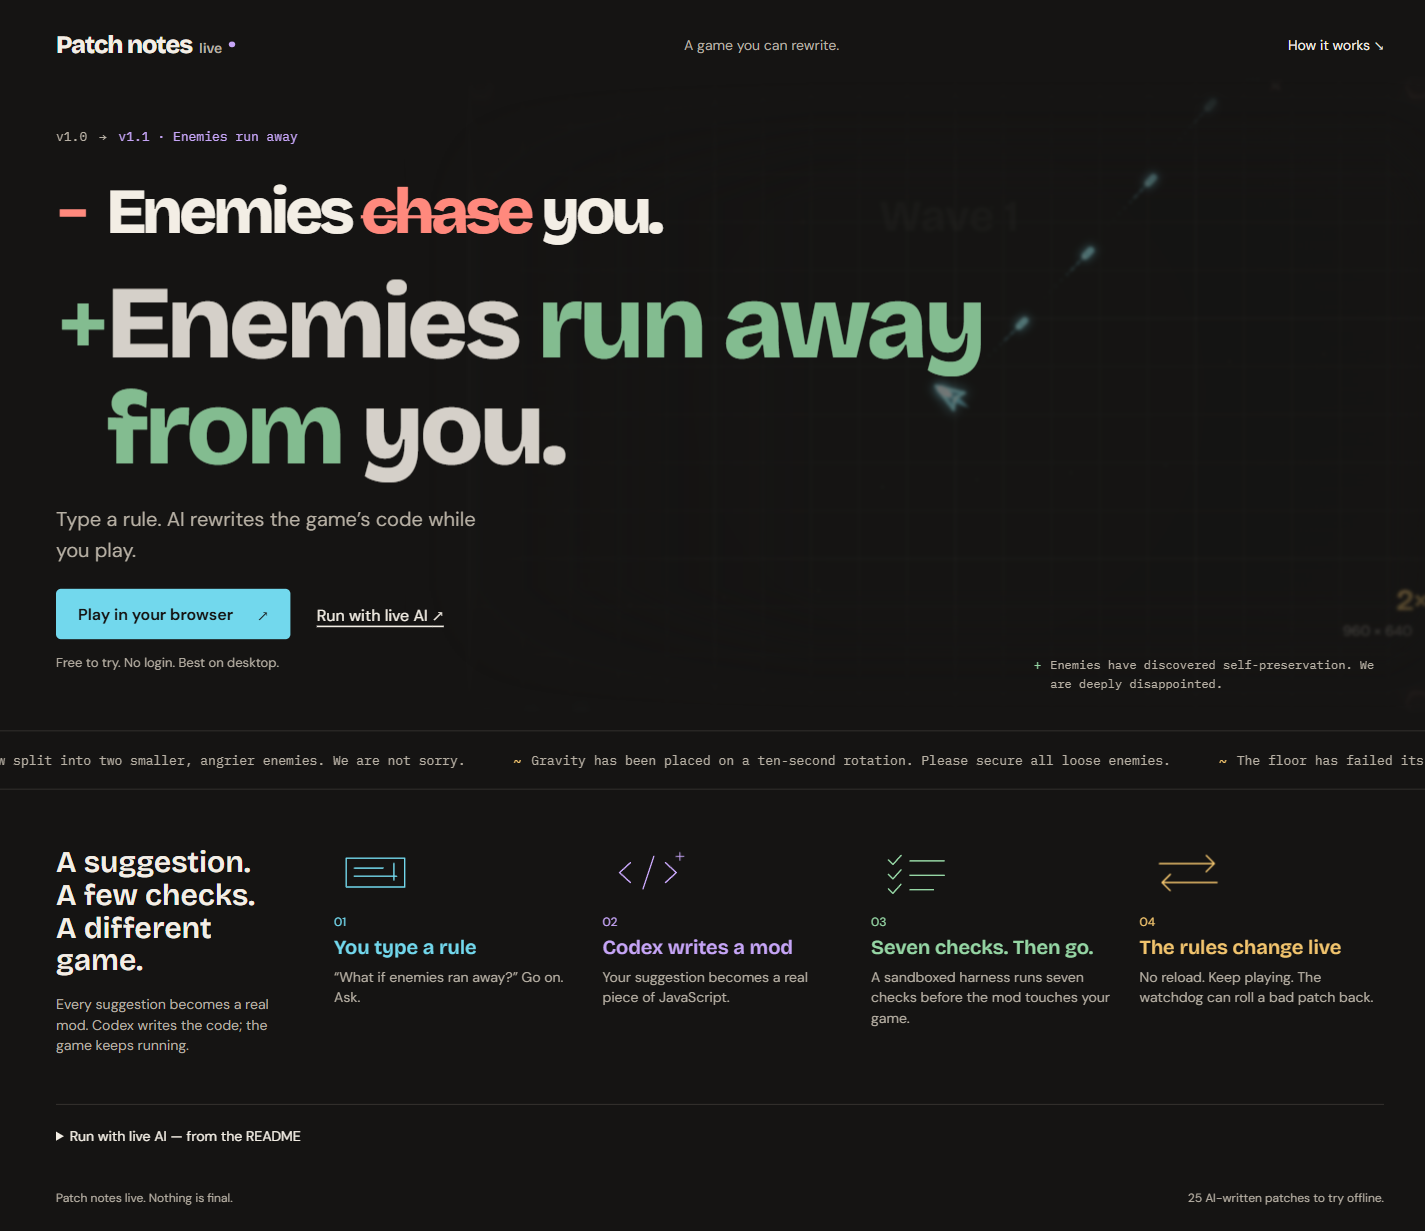 Patch notes live
A game you can rewrite.
How it works ↘
v1.0 → v1.1 · Enemies run away
− Enemies chase you.
Wave 1
+Enemies run away
from you.
Type a rule. AI rewrites the game’s code while
you play.
Play in your browser ↗
Run with live AI ↗
Free to try. No login. Best on desktop.
960 × 640
+ Enemies have discovered self-preservation. We
are deeply disappointed.
split into two smaller, angrier enemies. We are not sorry.
~ Gravity has been placed on a ten-second rotation. Please secure all loose enemies.
~ The floor has failed its
A suggestion.
A few checks.
A different
game.
Every suggestion becomes a real
mod. Codex writes the code; the
game keeps running.
01
You type a rule
“What if enemies ran away?” Go on.
Ask.
02
Codex writes a mod
Your suggestion becomes a real
piece of JavaScript.
03
Seven checks. Then go.
A sandboxed harness runs seven
checks before the mod touches your
game.
04
The rules change live
No reload. Keep playing. The
watchdog can roll a bad patch back.
▶ Run with live AI — from the README
Patch notes live. Nothing is final.
25 AI-written patches to try offline.